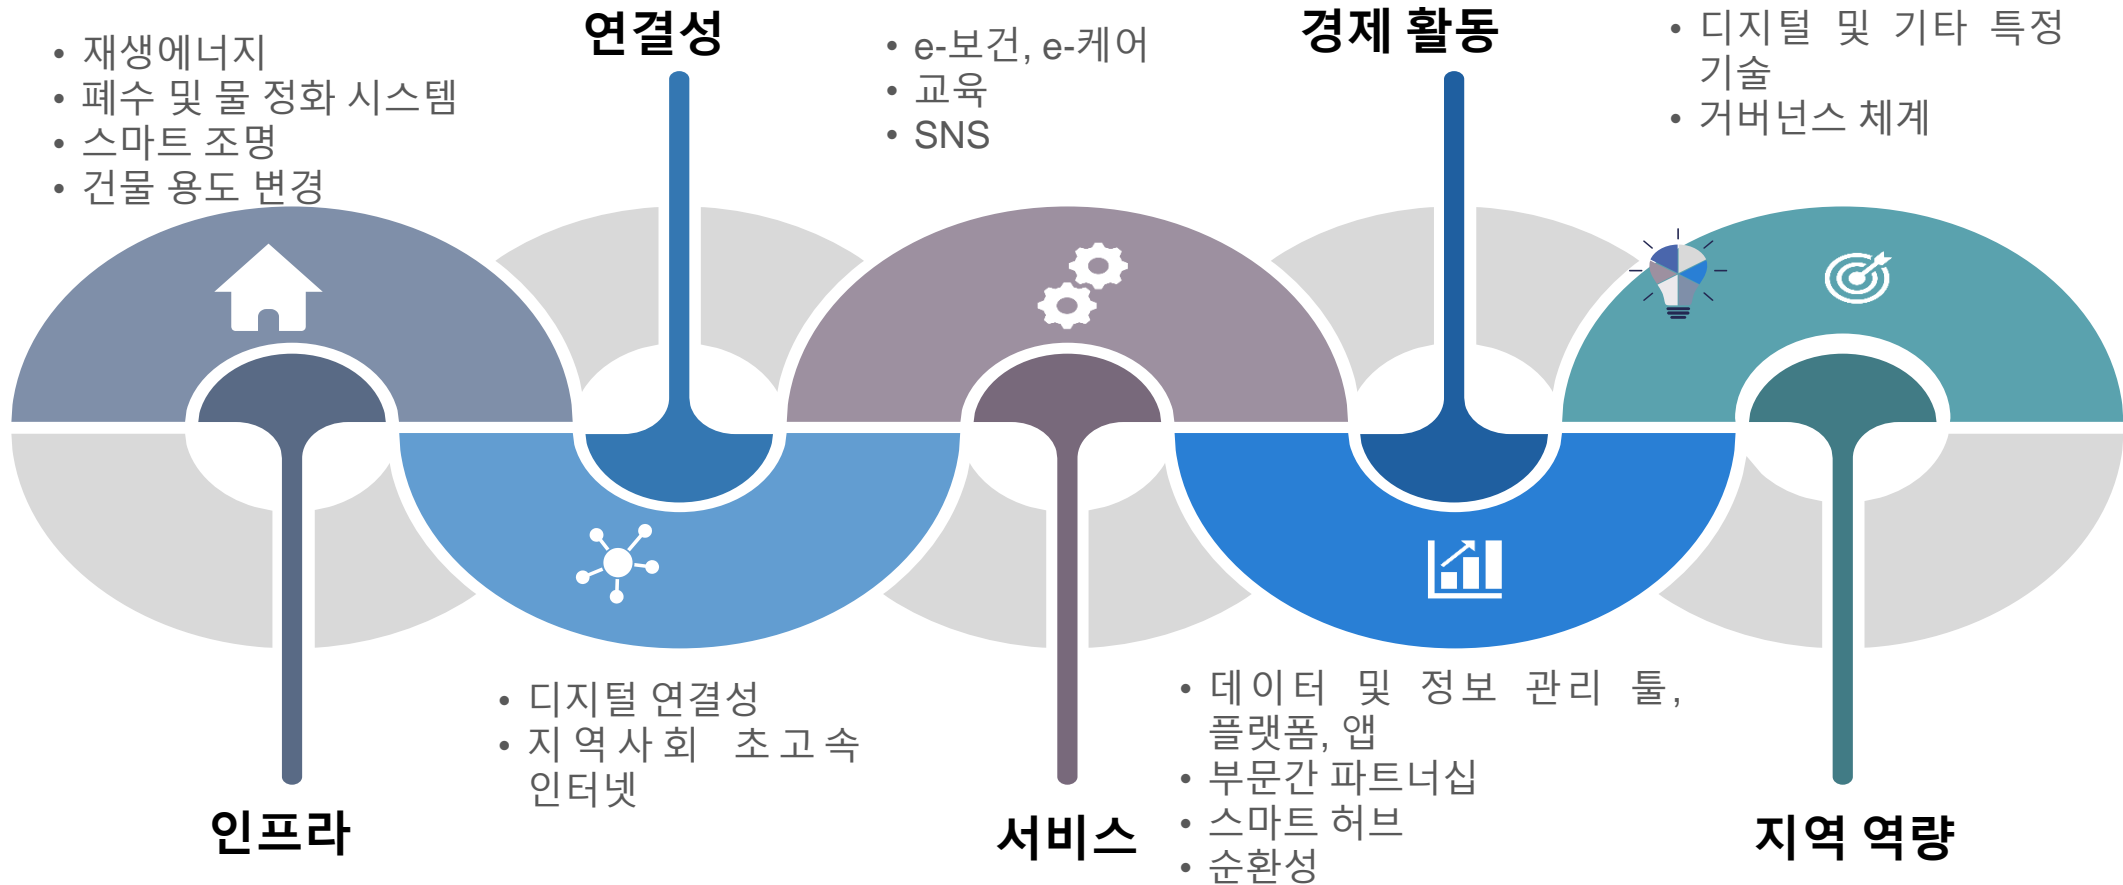 • 재생에너지
• 폐수 및 물 정화 시스템
• 스마트 조명
• 건물 용도 변경
인프라
연결성
• 디지털 연결성
• 지역사회 초고속
인터넷
• e-보건, e-케어
• 교육
• SNS
서비스
경제 활동
• 데이터 및 정보 관리 툴,
플랫폼, 앱
• 부문간 파트너십
• 스마트 허브
• 순환성
• 디지털 및 기타 특정
기술
• 거버넌스 체계
지역 역량